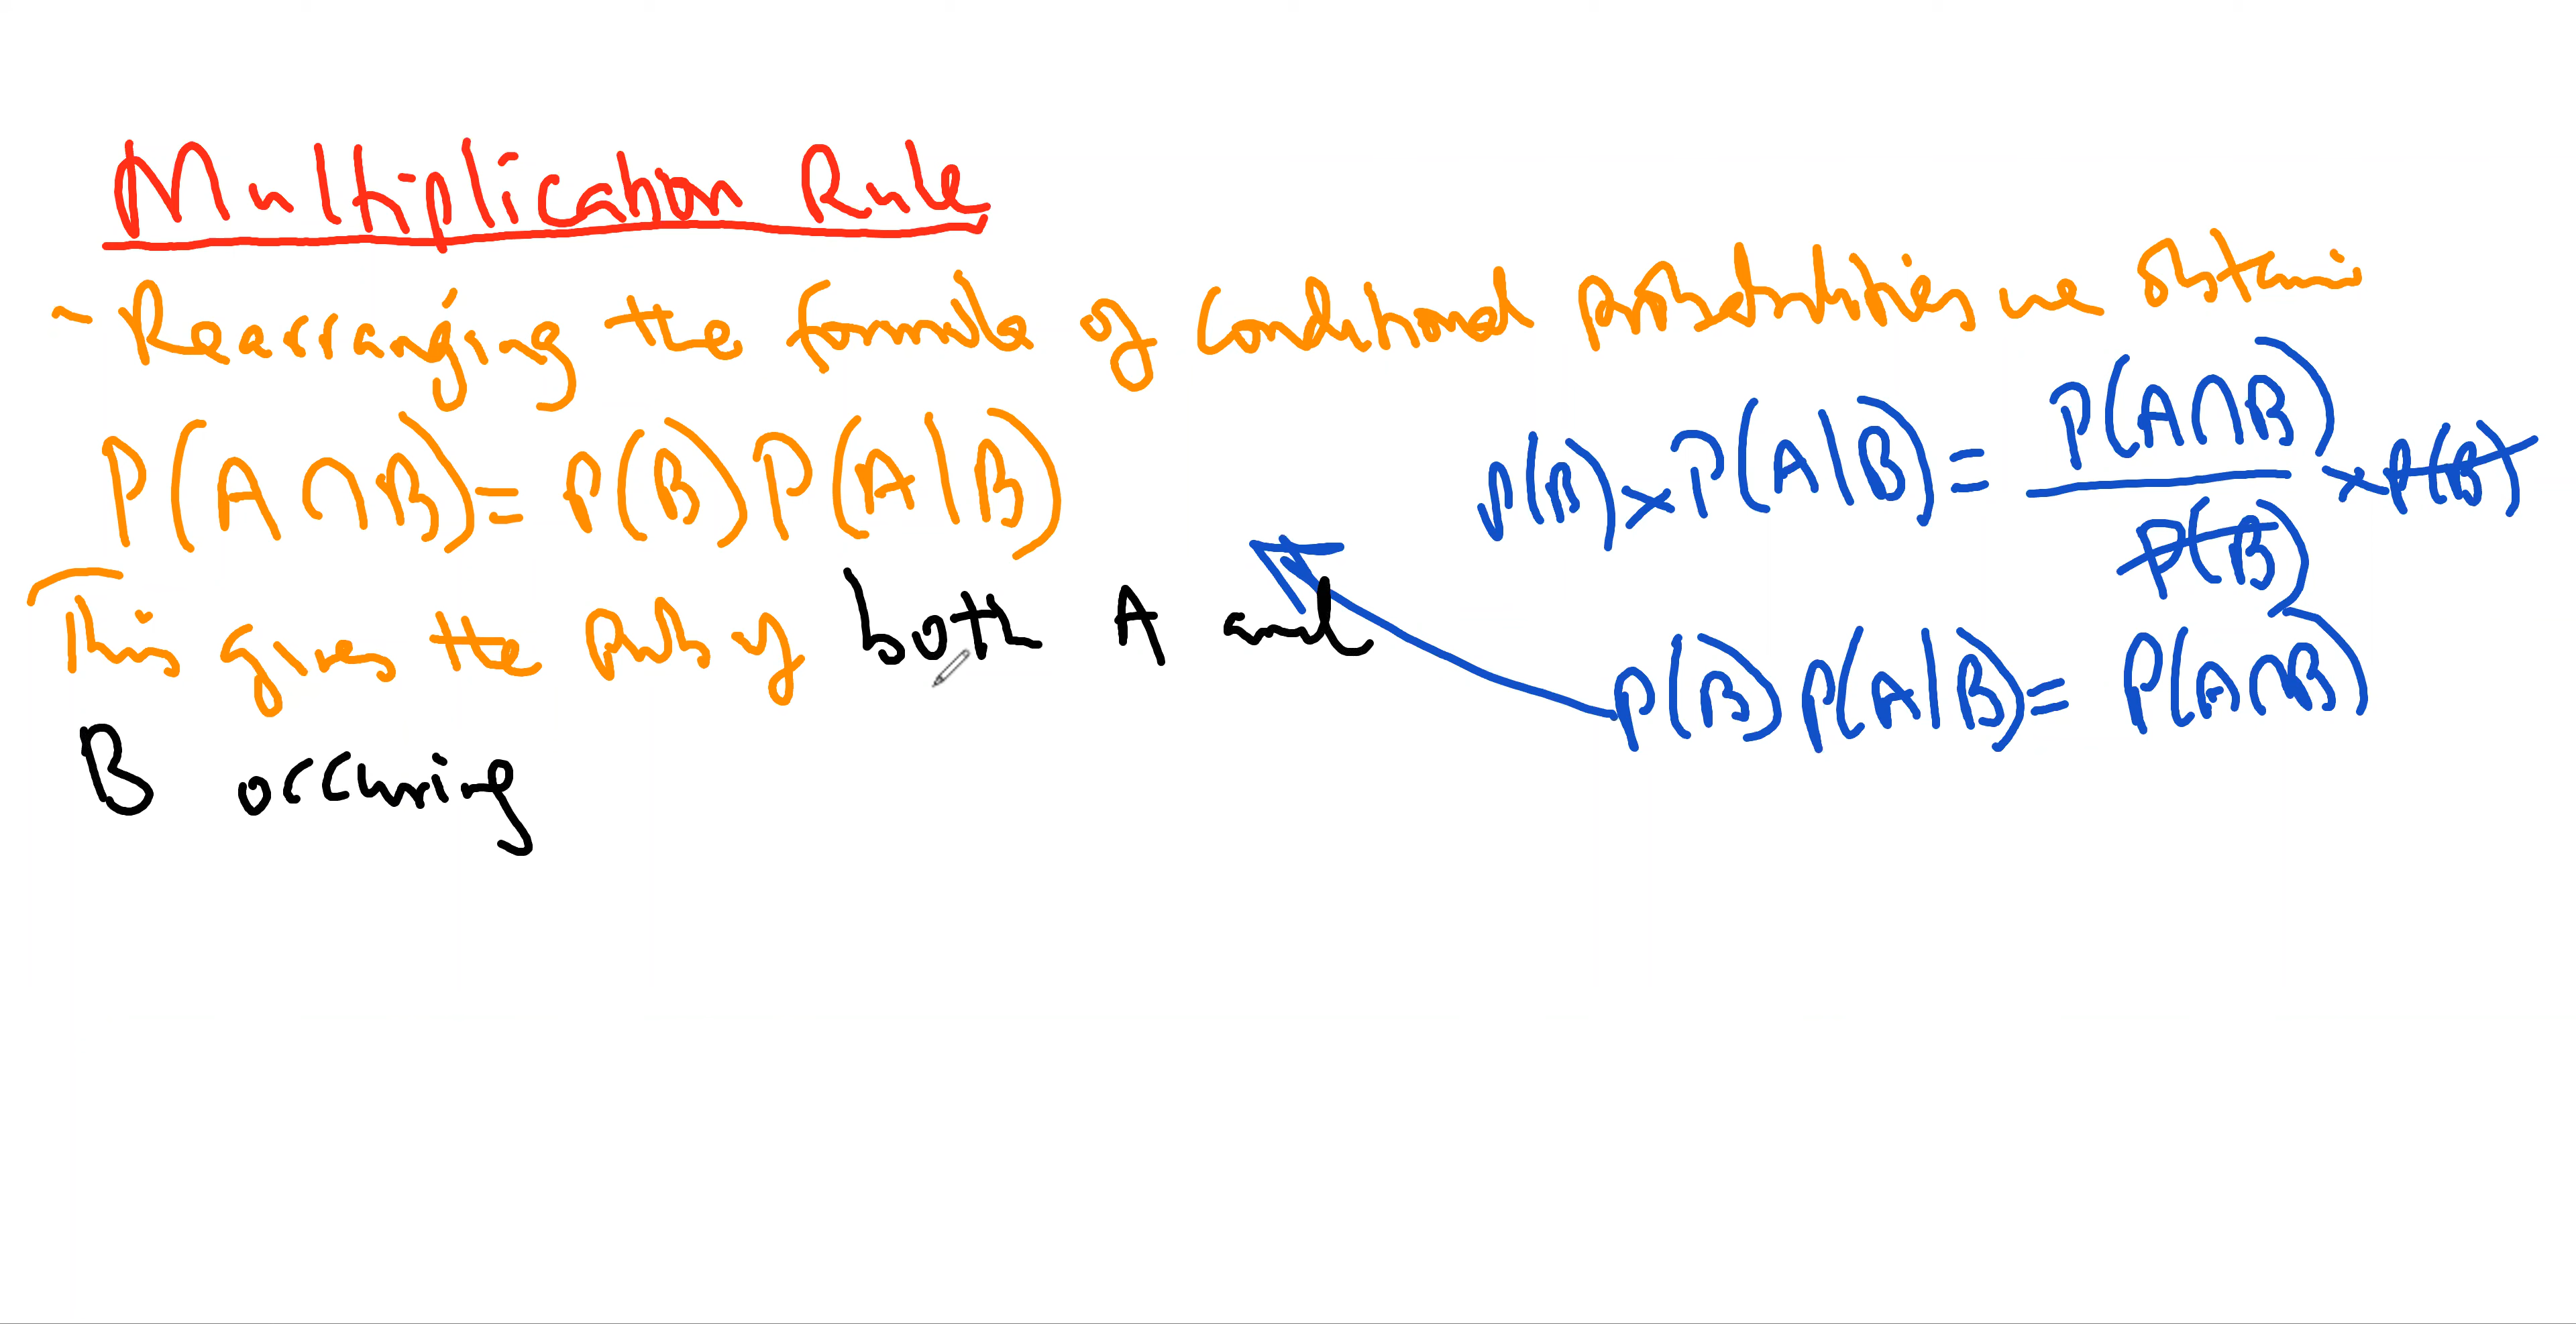 Multiplication Rule
- Rearranging the formula of conditional probabilities we obtain
P(A∩B) = P(B)P(A|B)
This gives the prob of both A and
B occuring
P(B) × P(A|B) = P(A∩B) / P(B) × P(B)
P(B)P(A|B) = P(A∩B)